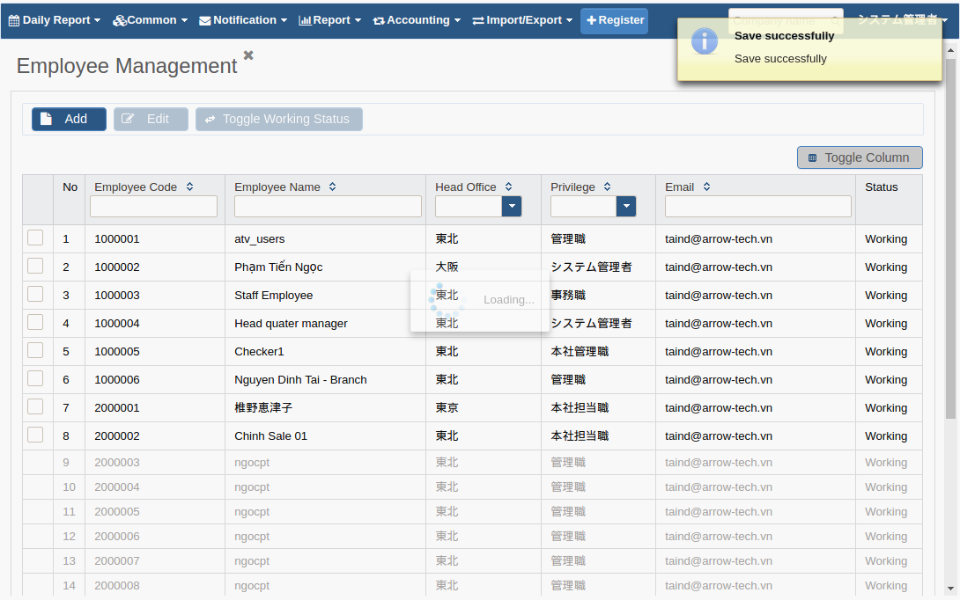 Daily Report Common Notification Report Accounting Import/Export Register システム管理者
Save successfully
Save successfully
Employee Management
Add Edit Toggle Working Status
Toggle Column
No Employee Code Employee Name Head Office Privilege Email Status
1 1000001 atv_users 東北 管理職 taind@arrow-tech.vn Working
2 1000002 Phạm Tiến Ngọc 大阪 システム管理者 taind@arrow-tech.vn Working
3 1000003 Staff Employee 東北 事務職 taind@arrow-tech.vn Working
Loading...
4 1000004 Head quater manager 東北 システム管理者 taind@arrow-tech.vn Working
5 1000005 Checker1 東北 本社管理職 taind@arrow-tech.vn Working
6 1000006 Nguyen Dinh Tai - Branch 東北 管理職 taind@arrow-tech.vn Working
7 2000001 椎野恵津子 東京 本社担当職 taind@arrow-tech.vn Working
8 2000002 Chinh Sale 01 東北 本社担当職 taind@arrow-tech.vn Working
9 2000003 ngocpt 東北 管理職 taind@arrow-tech.vn Working
10 2000004 ngocpt 東北 管理職 taind@arrow-tech.vn Working
11 2000005 ngocpt 東北 管理職 taind@arrow-tech.vn Working
12 2000006 ngocpt 東北 管理職 taind@arrow-tech.vn Working
13 2000007 ngocpt 東北 管理職 taind@arrow-tech.vn Working
14 2000008 ngocpt 東北 管理職 taind@arrow-tech.vn Working